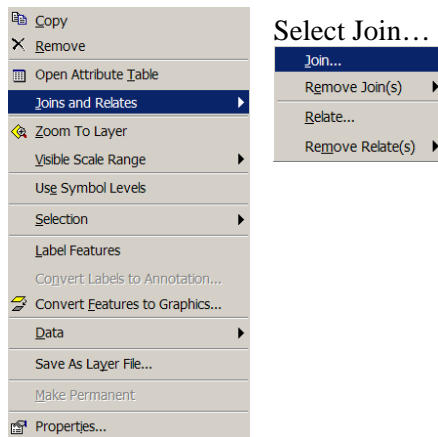 Copy
Remove
Open Attribute Table
Joins and Relates
Zoom To Layer
Visible Scale Range
Use Symbol Levels
Selection
Label Features
Convert Labels to Annotation...
Convert Features to Graphics...
Data
Save As Layer File...
Make Permanent
Properties...
Select Join…
Join...
Remove Join(s)
Relate...
Remove Relate(s)